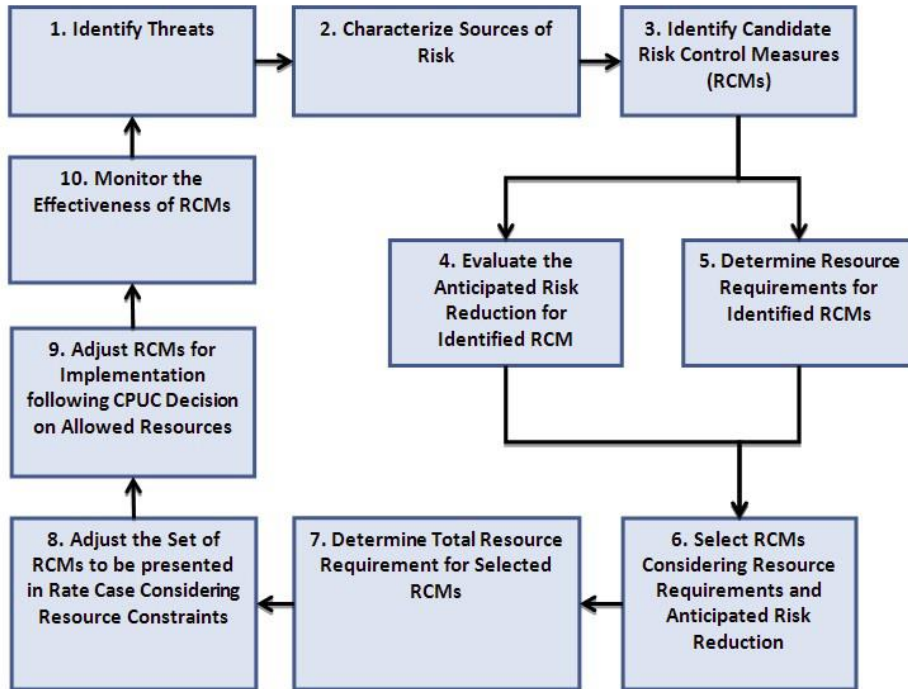 1. Identify Threats
2. Characterize Sources of
Risk
3. Identify Candidate
Risk Control Measures
(RCMs)
4. Evaluate the
Anticipated Risk
Reduction for
Identified RCM
5. Determine Resource
Requirements for
Identified RCMs
6. Select RCMs
Considering Resource
Requirements and
Anticipated Risk
Reduction
7. Determine Total Resource
Requirement for Selected
RCMs
8. Adjust the Set of
RCMs to be presented
in Rate Case Considering
Resource Constraints
9. Adjust RCMs for
Implementation
following CPUC Decision
on Allowed Resources
10. Monitor the
Effectiveness of RCMs